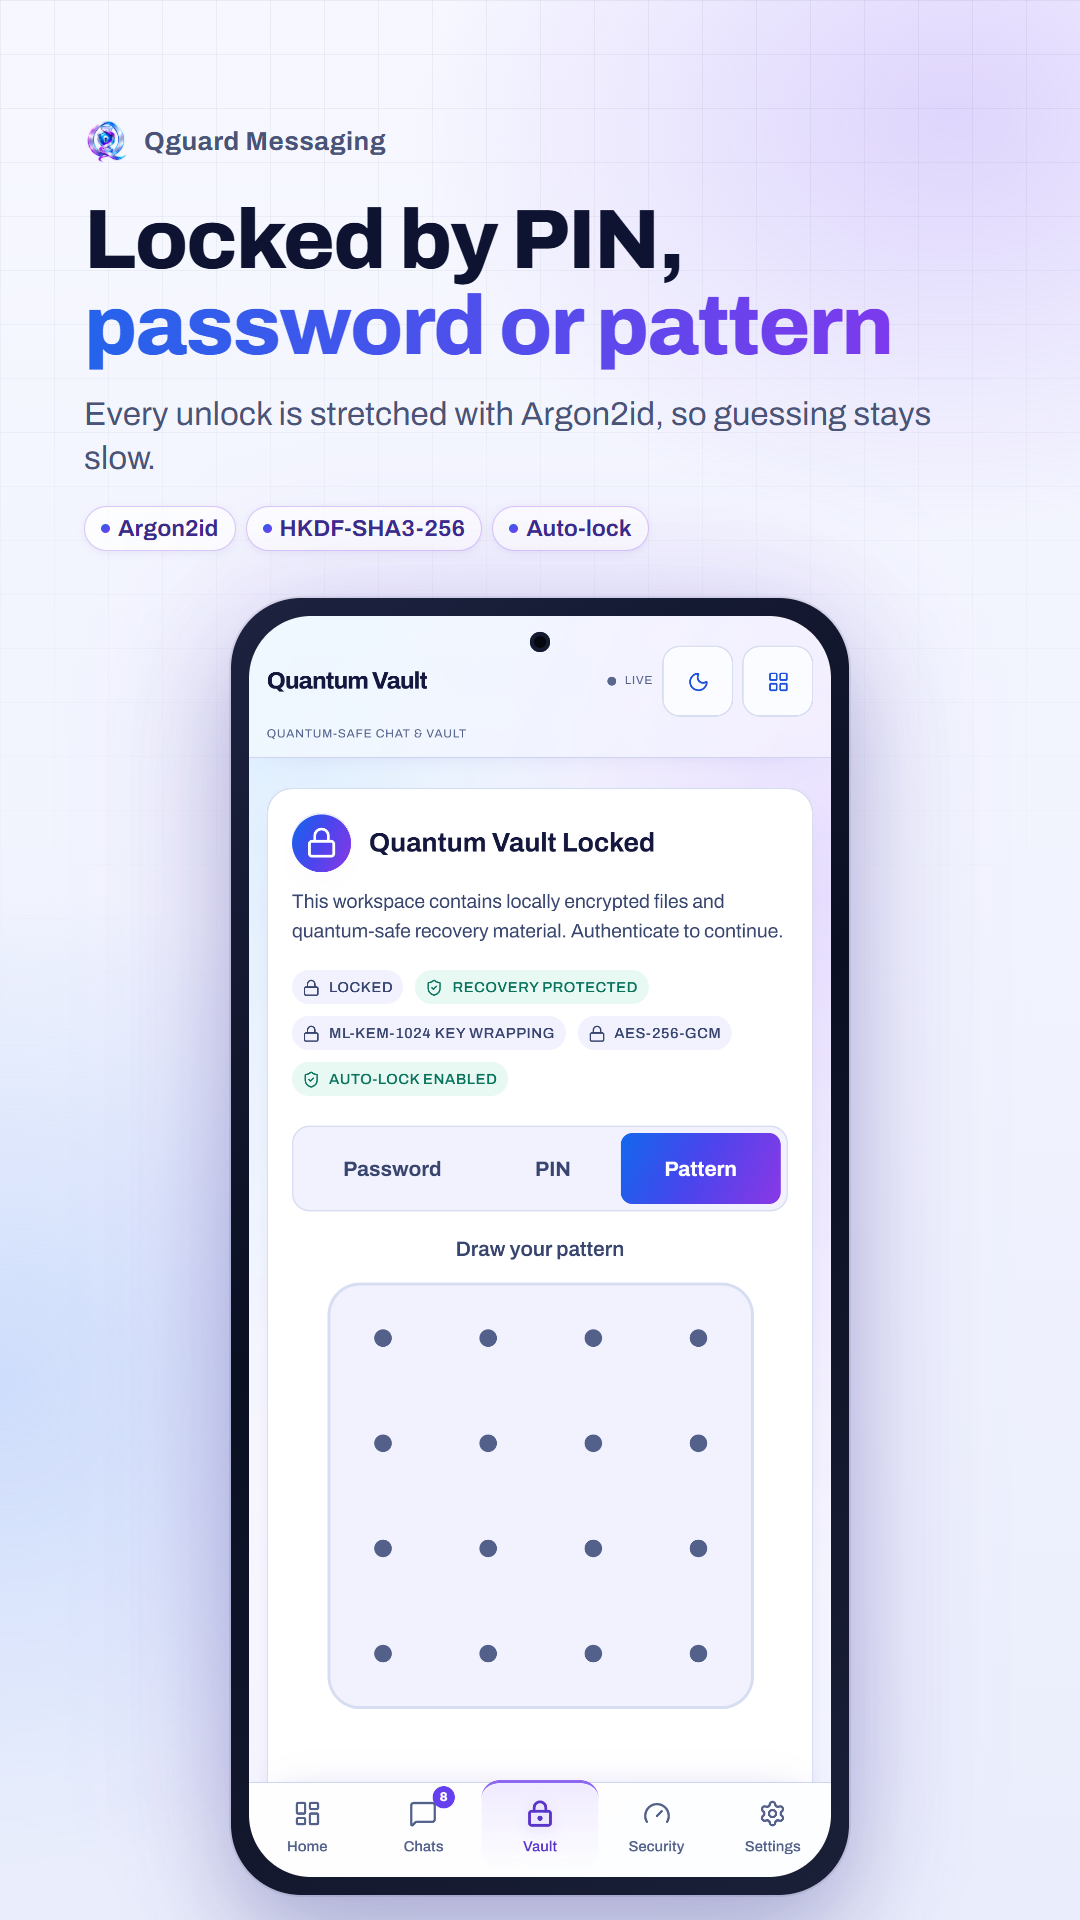 Qguard Messaging
Locked by PIN,
password or pattern
Every unlock is stretched with Argon2id, so guessing stays
slow.
Argon2id
HKDF-SHA3-256
Auto-lock
Quantum Vault
LIVE
QUANTUM-SAFE CHAT & VAULT
Quantum Vault Locked
This workspace contains locally encrypted files and
quantum-safe recovery material. Authenticate to continue.
LOCKED
RECOVERY PROTECTED
ML-KEM-1024 KEY WRAPPING
AES-256-GCM
AUTO-LOCK ENABLED
Password
PIN
Pattern
Draw your pattern
8
Home
Chats
Vault
Security
Settings